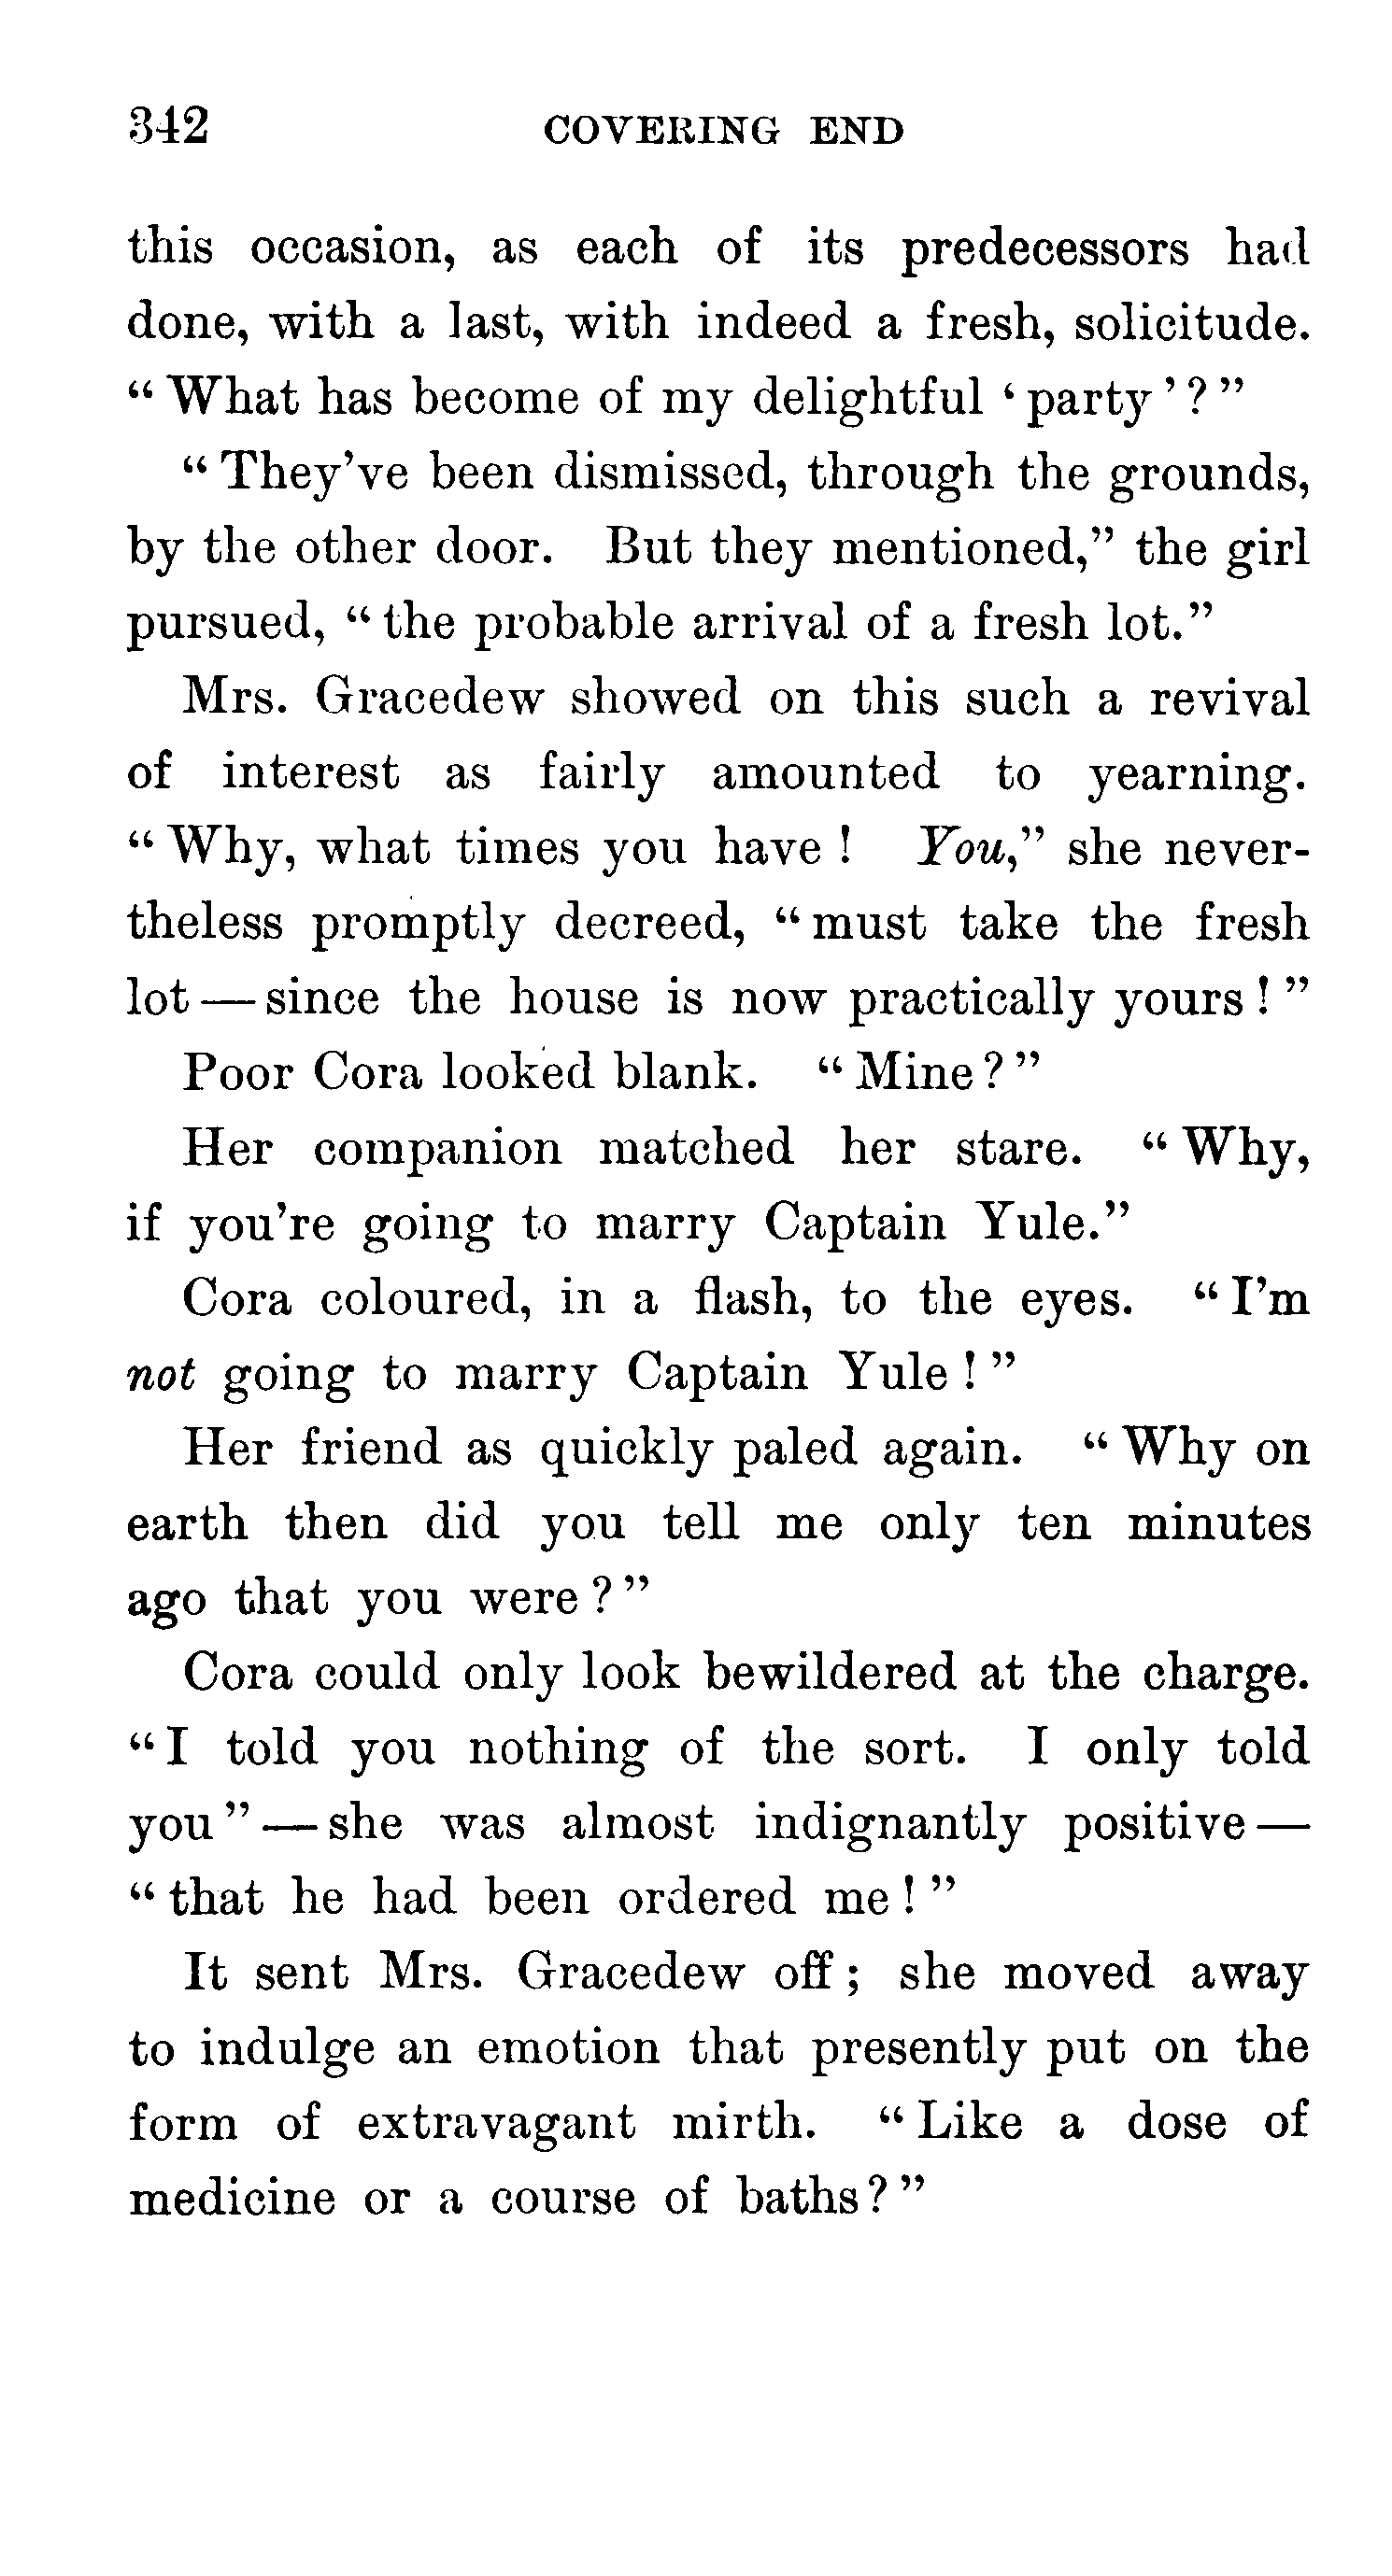 342 COVERING END
this occasion, as each of its predecessors had
done, with a last, with indeed a fresh, solicitude.
“ What has become of my delightful ‘ party ’ ? ”
“ They’ve been dismissed, through the grounds,
by the other door. But they mentioned,” the girl
pursued, “ the probable arrival of a fresh lot.”
Mrs. Gracedew showed on this such a revival
of interest as fairly amounted to yearning.
“ Why, what times you have ! You,” she never-
theless promptly decreed, “ must take the fresh
lot — since the house is now practically yours ! ”
Poor Cora looked blank. “ Mine ? ”
Her companion matched her stare. “ Why,
if you’re going to marry Captain Yule.”
Cora coloured, in a flash, to the eyes. “ I’m
not going to marry Captain Yule ! ”
Her friend as quickly paled again. “ Why on
earth then did you tell me only ten minutes
ago that you were ? ”
Cora could only look bewildered at the charge.
“ I told you nothing of the sort. I only told
you ” — she was almost indignantly positive —
“ that he had been ordered me ! ”
It sent Mrs. Gracedew off ; she moved away
to indulge an emotion that presently put on the
form of extravagant mirth. “ Like a dose of
medicine or a course of baths ? ”